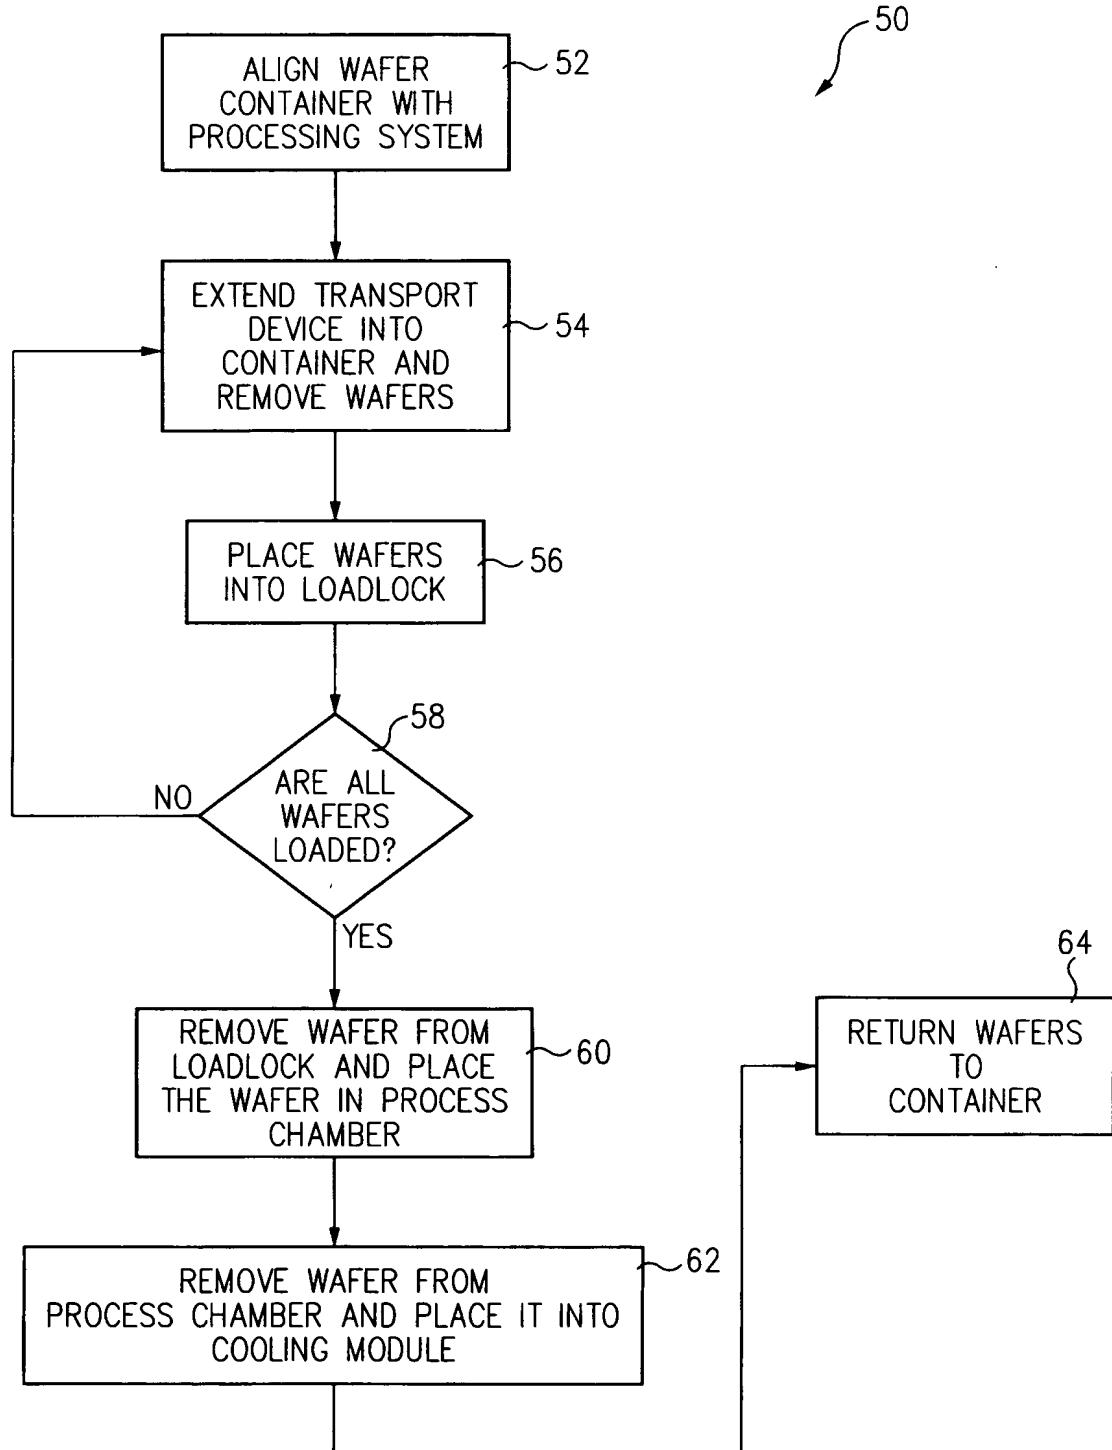 50
ALIGN WAFER
CONTAINER WITH
PROCESSING SYSTEM
52
EXTEND TRANSPORT
DEVICE INTO
CONTAINER AND
REMOVE WAFERS
54
PLACE WAFERS
INTO LOADLOCK
56
58
ARE ALL
WAFERS
LOADED?
NO
YES
REMOVE WAFER FROM
LOADLOCK AND PLACE
THE WAFER IN PROCESS
CHAMBER
60
REMOVE WAFER FROM
PROCESS CHAMBER AND PLACE IT INTO
COOLING MODULE
62
64
RETURN WAFERS
TO
CONTAINER